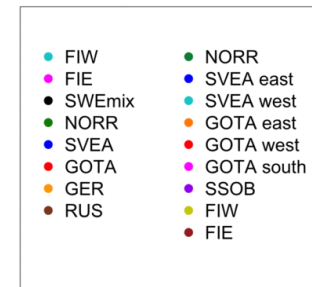 FIW
FIE
SWEmix
NORR
SVEA
GOTA
GER
RUS
NORR
SVEA east
SVEA west
GOTA east
GOTA west
GOTA south
SSOB
FIW
FIE